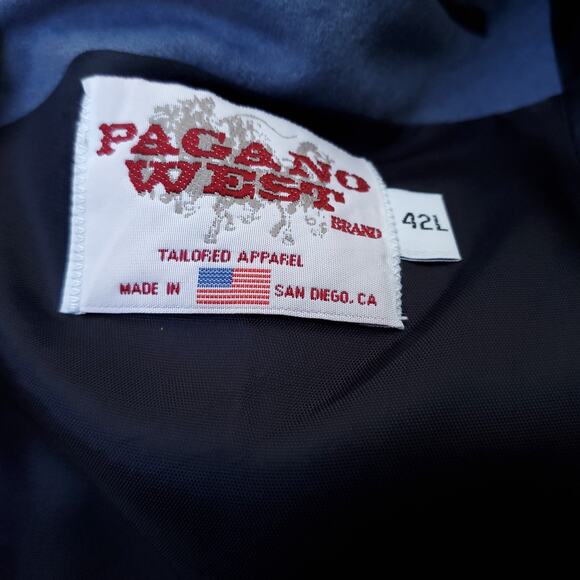 PAGANO
WEST
BRAND
42L
TAILORED APPAREL
MADE IN SAN DIEGO, CA